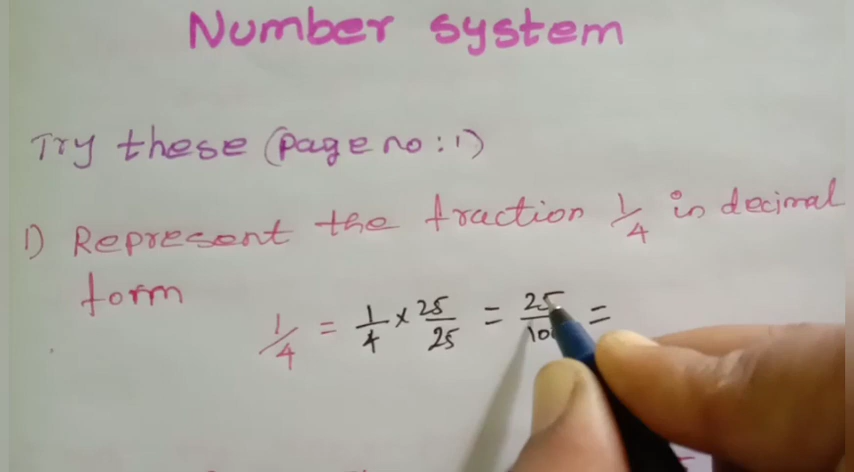 Number system
Try these (page no : 1)
1) Represent the fraction 1/4 in decimal
form
1/4 = 1/4 × 25/25 = 25/10 =